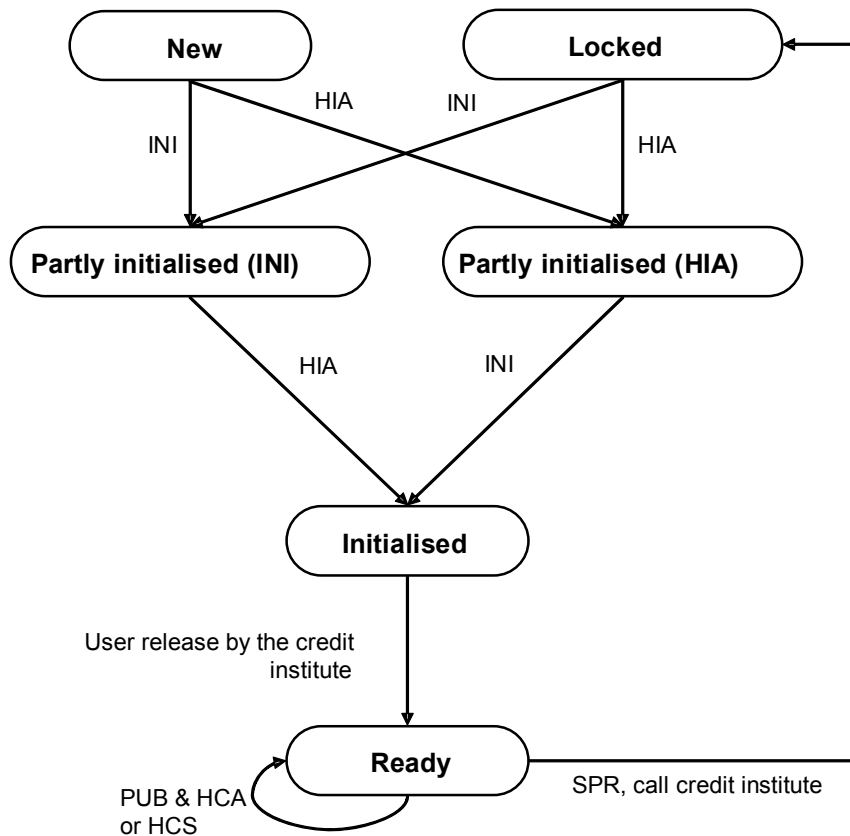 New
Locked
HIA
INI
INI
HIA
Partly initialised (INI)
Partly initialised (HIA)
HIA
INI
Initialised
User release by the credit
institute
Ready
SPR, call credit institute
PUB & HCA
or HCS